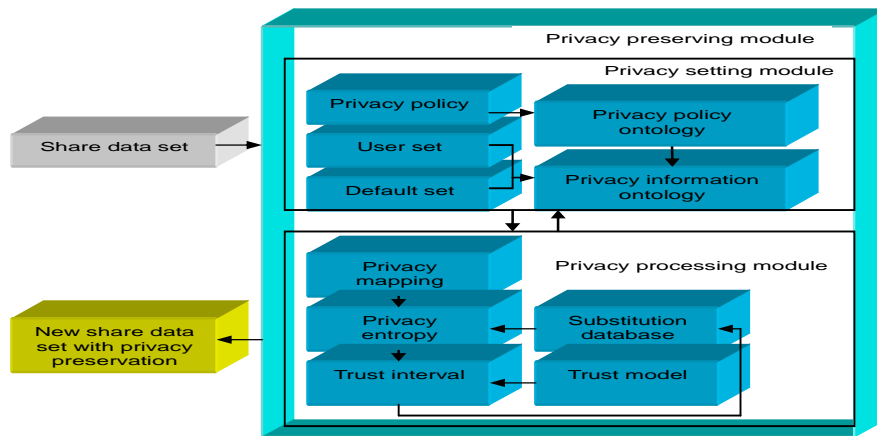 Privacy preserving module
Privacy setting module
Privacy policy
Privacy policy
ontology
Share data set
User set
Default set
Privacy information
ontology
Privacy
mapping
Privacy processing module
New share data
set with privacy
preservation
Privacy
entropy
Substitution
database
Trust interval
Trust model